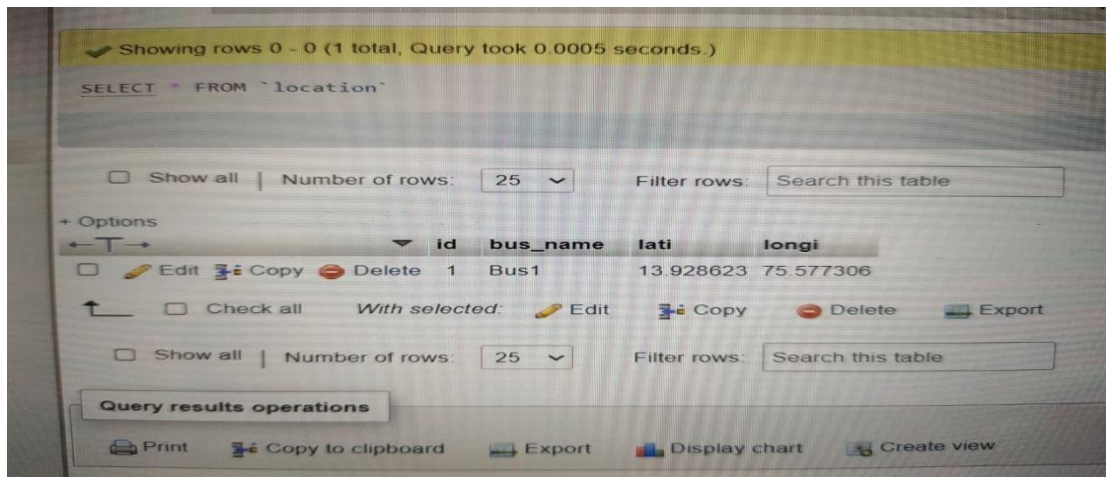 Showing rows 0 - 0 (1 total, Query took 0.0005 seconds.)
SELECT * FROM `location`
Show all | Number of rows: 25 Filter rows: Search this table
+ Options
←T→ id bus_name lati longi
Edit Copy Delete 1 Bus1 13.928623 75.577306
Check all With selected: Edit Copy Delete Export
Show all | Number of rows: 25 Filter rows: Search this table
Query results operations
Print Copy to clipboard Export Display chart Create view